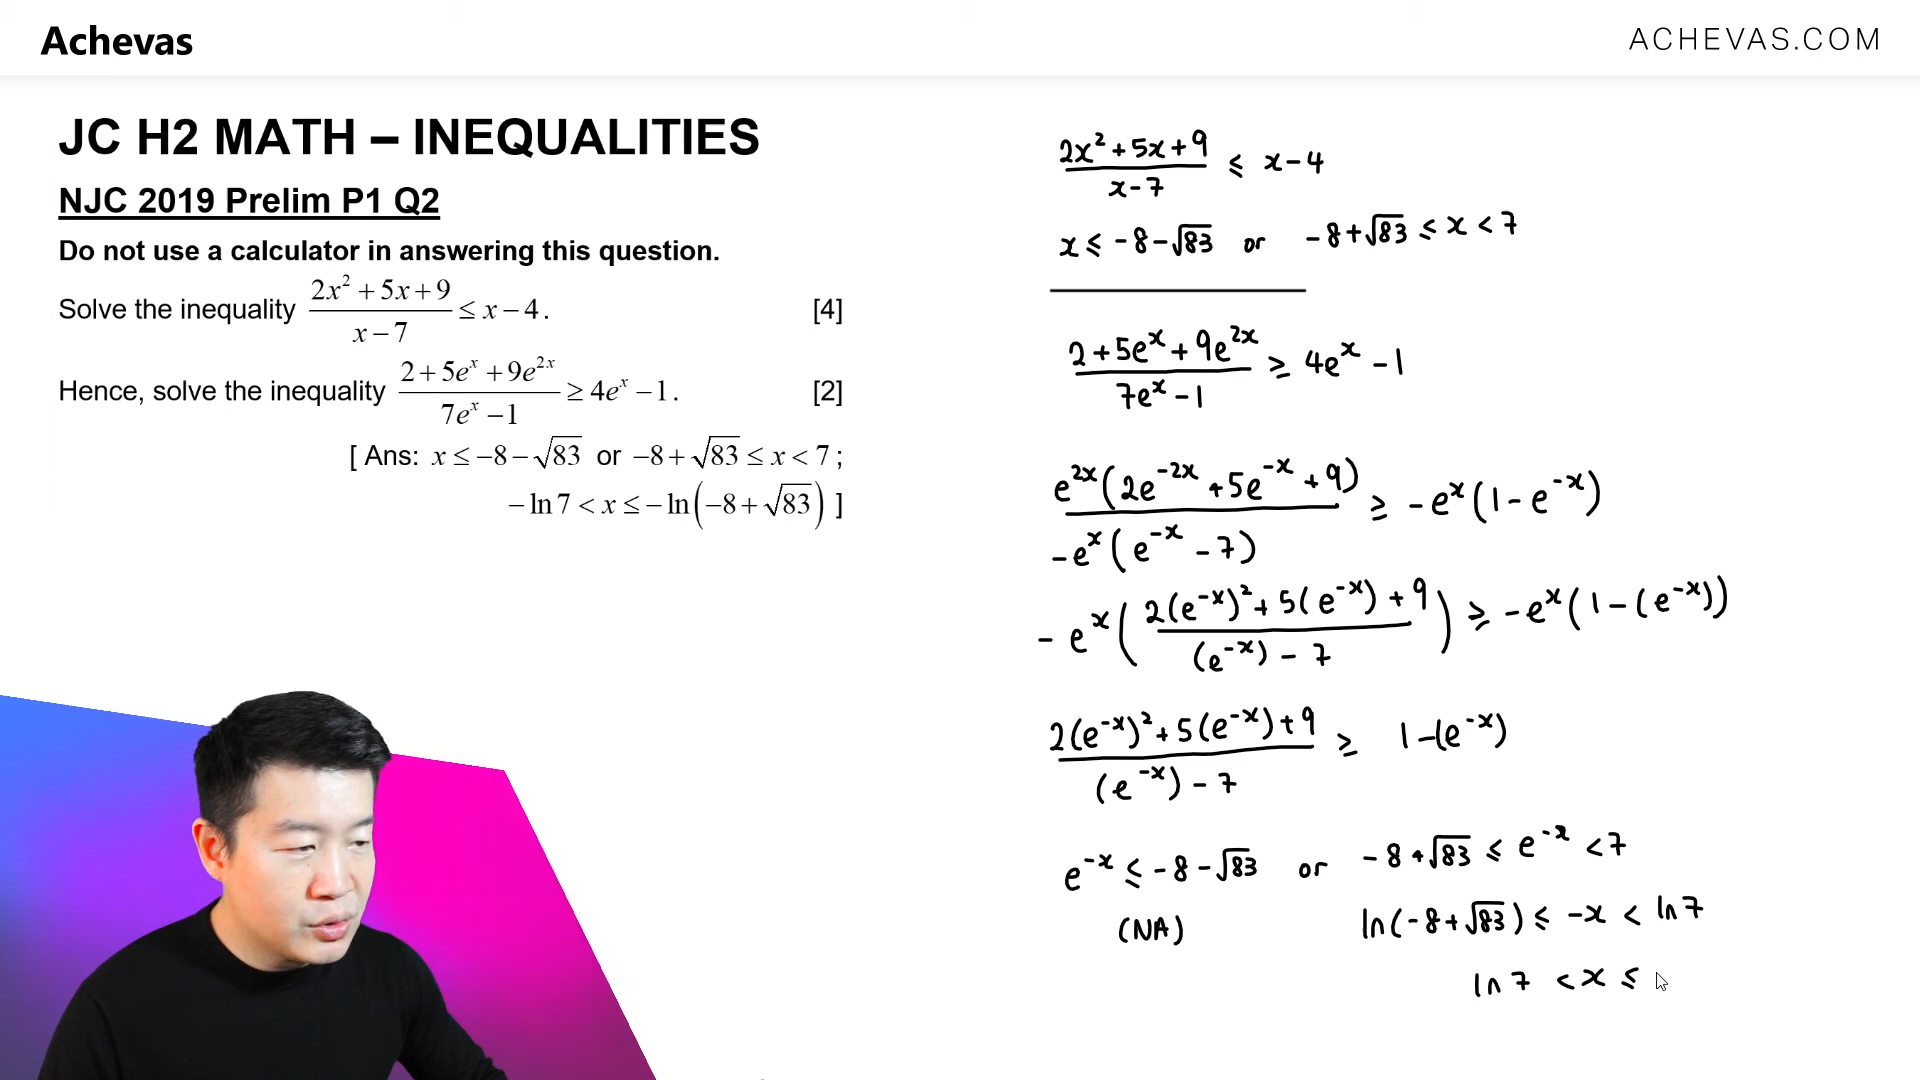 Achevas
ACHEVAS.COM
JC H2 MATH – INEQUALITIES
NJC 2019 Prelim P1 Q2
Do not use a calculator in answering this question.
Solve the inequality (2x² + 5x + 9)/(x − 7) ≤ x − 4. [4]
Hence, solve the inequality (2 + 5eˣ + 9e²ˣ)/(7eˣ − 1) ≥ 4eˣ − 1. [2]
[ Ans: x ≤ −8 − √83 or −8 + √83 ≤ x < 7 ;
− ln 7 < x ≤ − ln(−8 + √83) ]
(2x² + 5x + 9)/(x − 7) ≤ x − 4
x ≤ −8 − √83 or −8 + √83 ≤ x < 7
(2 + 5eˣ + 9e²ˣ)/(7eˣ − 1) ≥ 4eˣ − 1
e²ˣ(2e⁻²ˣ + 5e⁻ˣ + 9)/(−eˣ(e⁻ˣ − 7)) ≥ −eˣ(1 − e⁻ˣ)
−eˣ((2(e⁻ˣ)² + 5(e⁻ˣ) + 9)/((e⁻ˣ) − 7)) ≥ −eˣ(1 − (e⁻ˣ))
(2(e⁻ˣ)² + 5(e⁻ˣ) + 9)/((e⁻ˣ) − 7) ≥ 1 − (e⁻ˣ)
e⁻ˣ ≤ −8 − √83 or −8 + √83 ≤ e⁻ˣ < 7
(NA) ln(−8 + √83) ≤ −x < ln 7
ln 7 < x ≤